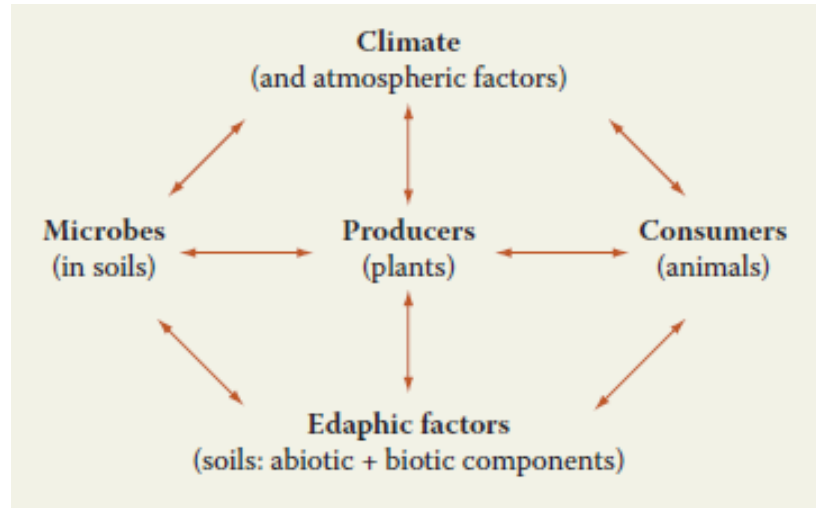 Climate
(and atmospheric factors)
Microbes
(in soils)
Producers
(plants)
Consumers
(animals)
Edaphic factors
(soils: abiotic + biotic components)